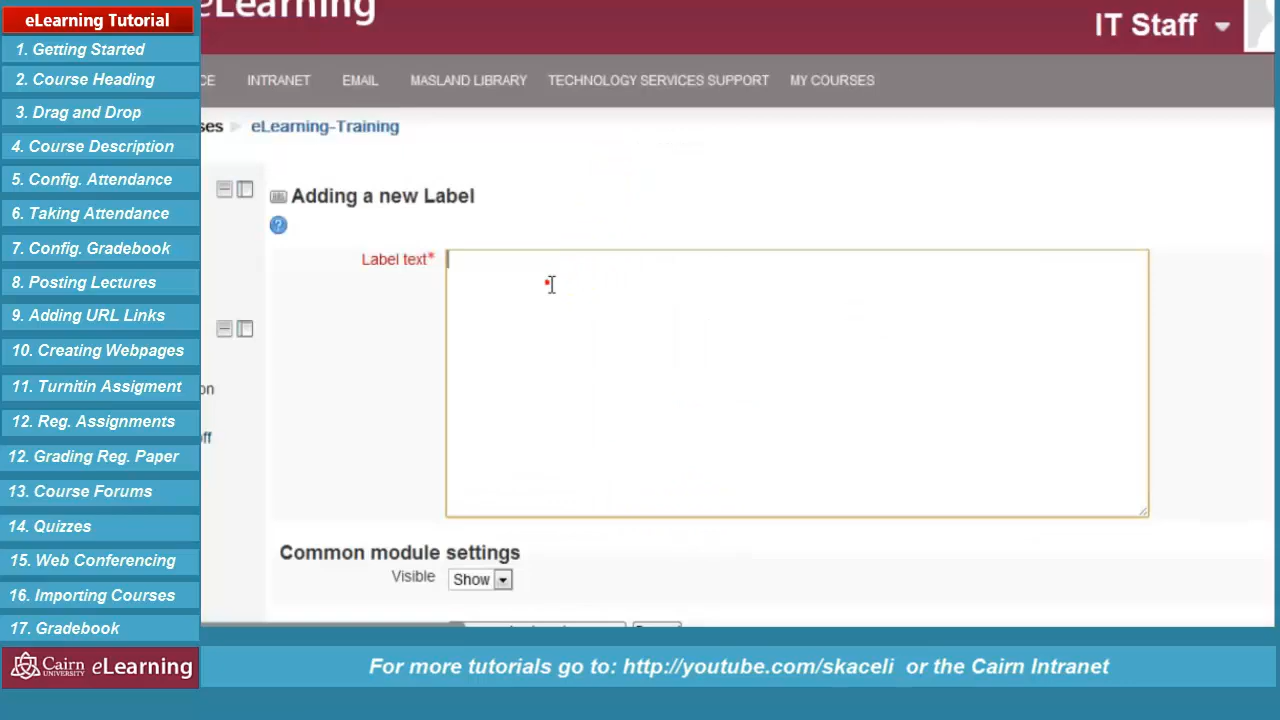 eLearning Tutorial
1. Getting Started
2. Course Heading
3. Drag and Drop
4. Course Description
5. Config. Attendance
6. Taking Attendance
7. Config. Gradebook
8. Posting Lectures
9. Adding URL Links
10. Creating Webpages
11. Turnitin Assigment
12. Reg. Assignments
12. Grading Reg. Paper
13. Course Forums
14. Quizzes
15. Web Conferencing
16. Importing Courses
17. Gradebook
Cairn UNIVERSITY eLearning
eLearning
IT Staff
CE INTRANET EMAIL MASLAND LIBRARY TECHNOLOGY SERVICES SUPPORT MY COURSES
ses eLearning-Training
Adding a new Label
?
Label text*
on
ff
Common module settings
Visible Show
For more tutorials go to: http://youtube.com/skaceli or the Cairn Intranet